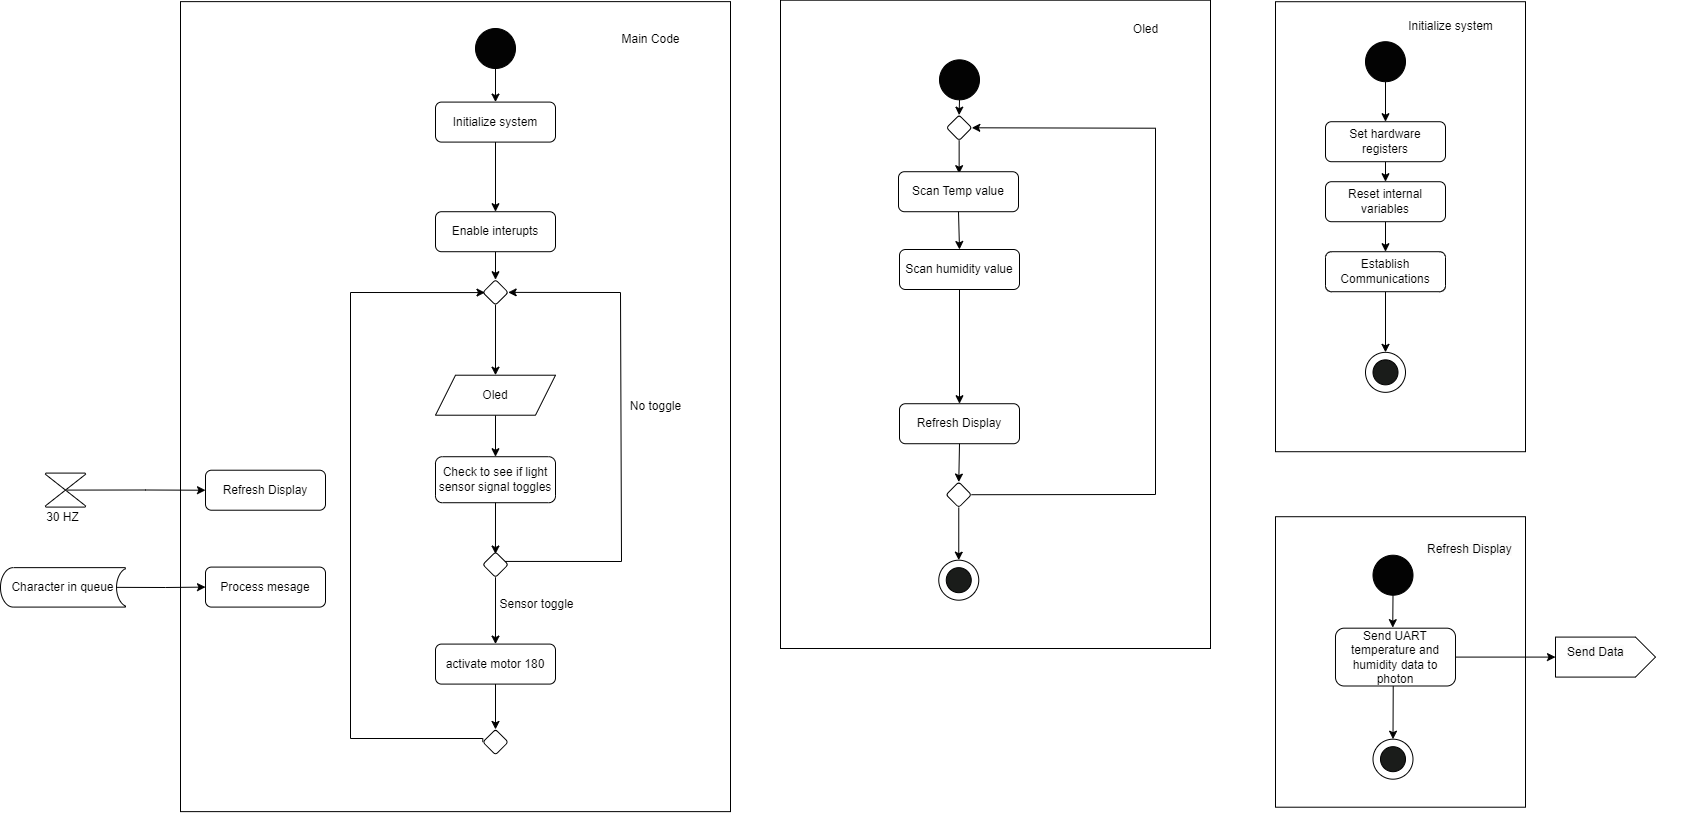 Main Code
Initialize system
Enable interupts
Oled
No toggle
Check to see if light
sensor signal toggles
Sensor toggle
activate motor 180
Refresh Display
30 HZ
Character in queue
Process mesage
Oled
Scan Temp value
Scan humidity value
Refresh Display
Initialize system
Set hardware
registers
Reset internal
variables
Establish
Communications
Refresh Display
Send UART
temperature and
humidity data to
photon
Send Data